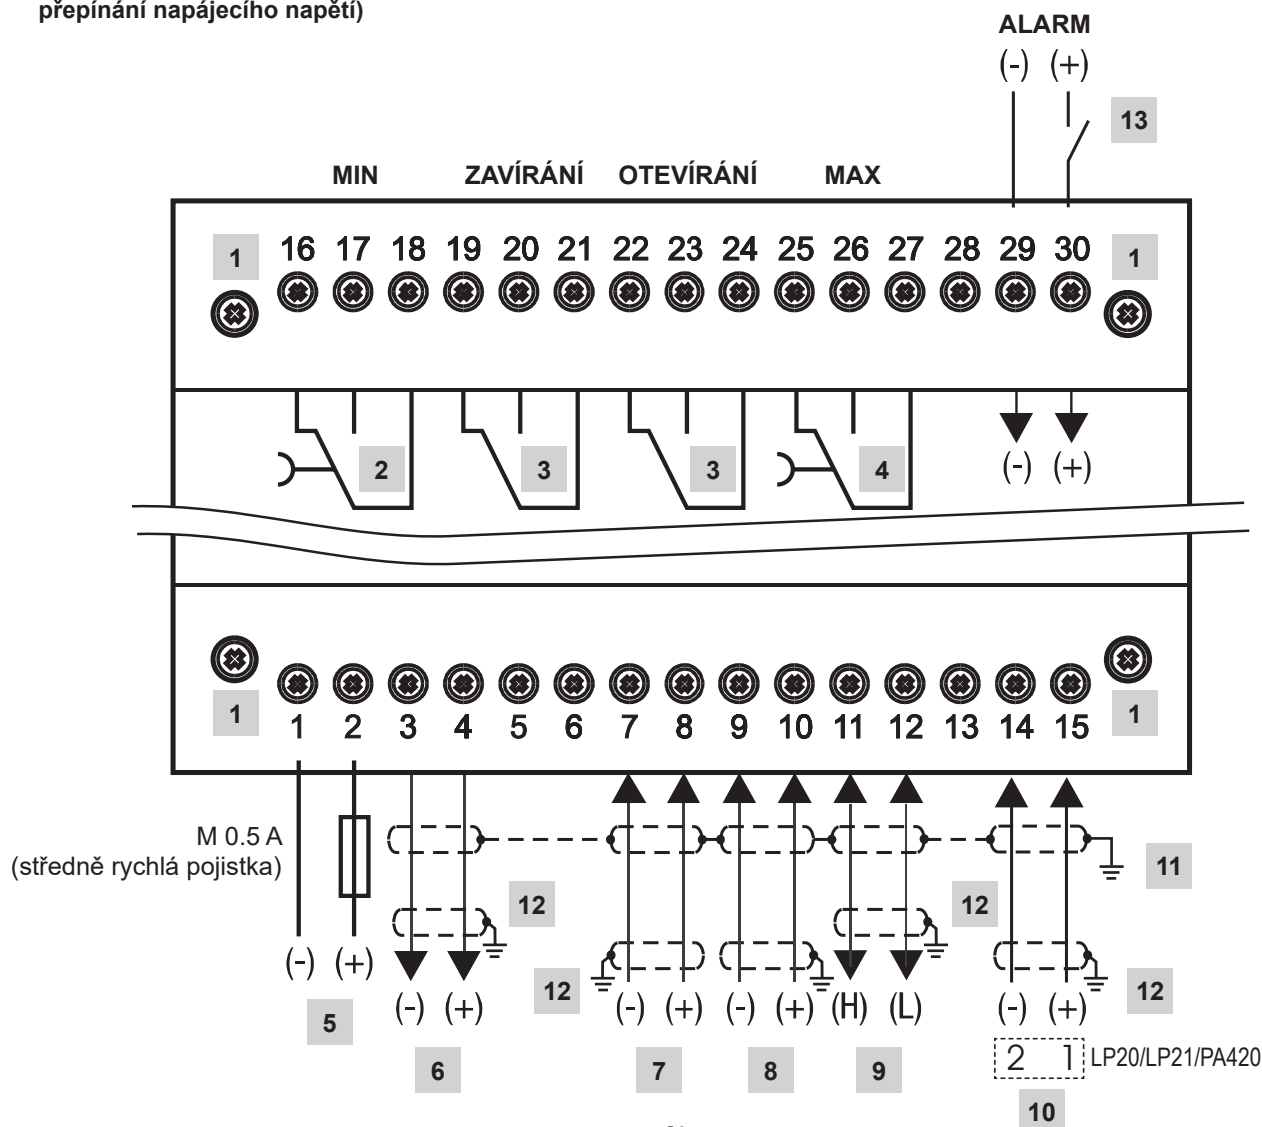 přepínání napájecího napětí)
ALARM
(-) (+)
13
MIN ZAVÍRÁNÍ OTEVÍRÁNÍ MAX
1 16 17 18 19 20 21 22 23 24 25 26 27 28 29 30 1
2 3 3 4 (-) (+)
1 1 2 3 4 5 6 7 8 9 10 11 12 13 14 15 1
M 0.5 A
(středně rychlá pojistka)
11
12 12
(-) (+) 12 12
(-) (+) (-) (+) (-) (+) (H) (L) (-) (+)
5
6 7 8 9 2 1 LP20/LP21/PA420
10